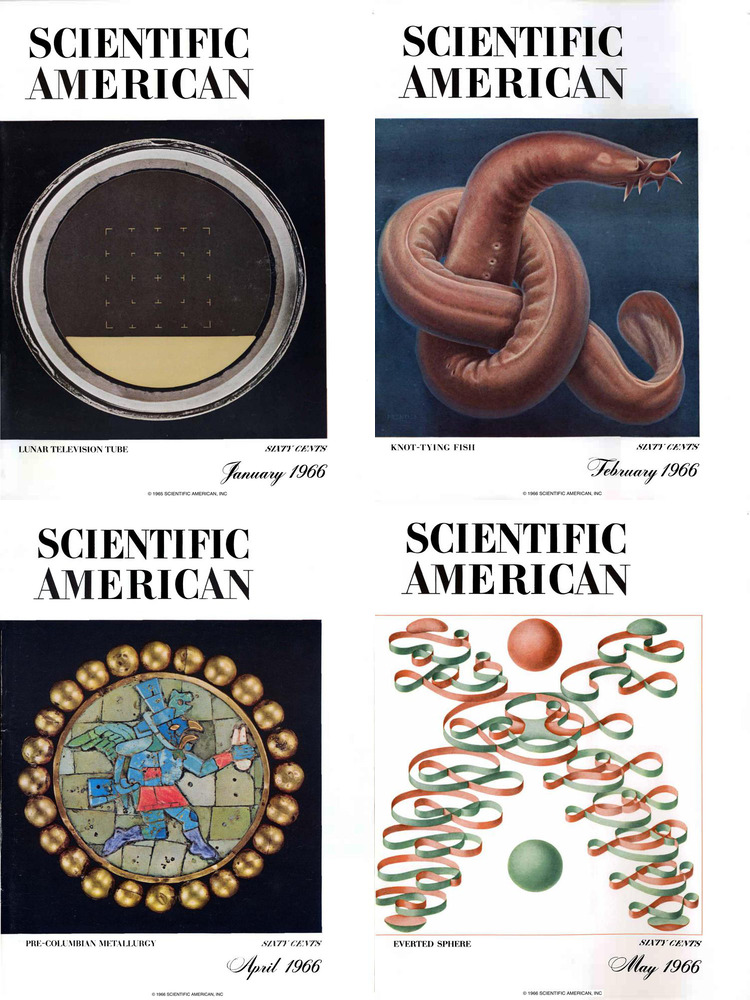 SCIENTIFIC
AMERICAN
LUNAR TELEVISION TUBE
SIXTY CENTS
January 1966
© 1965 SCIENTIFIC AMERICAN, INC
SCIENTIFIC
AMERICAN
KNOT-TYING FISH
SIXTY CENTS
February 1966
© 1966 SCIENTIFIC AMERICAN, INC
SCIENTIFIC
AMERICAN
PRE-COLUMBIAN METALLURGY
SIXTY CENTS
April 1966
© 1966 SCIENTIFIC AMERICAN, INC
SCIENTIFIC
AMERICAN
EVERTED SPHERE
SIXTY CENTS
May 1966
© 1966 SCIENTIFIC AMERICAN, INC